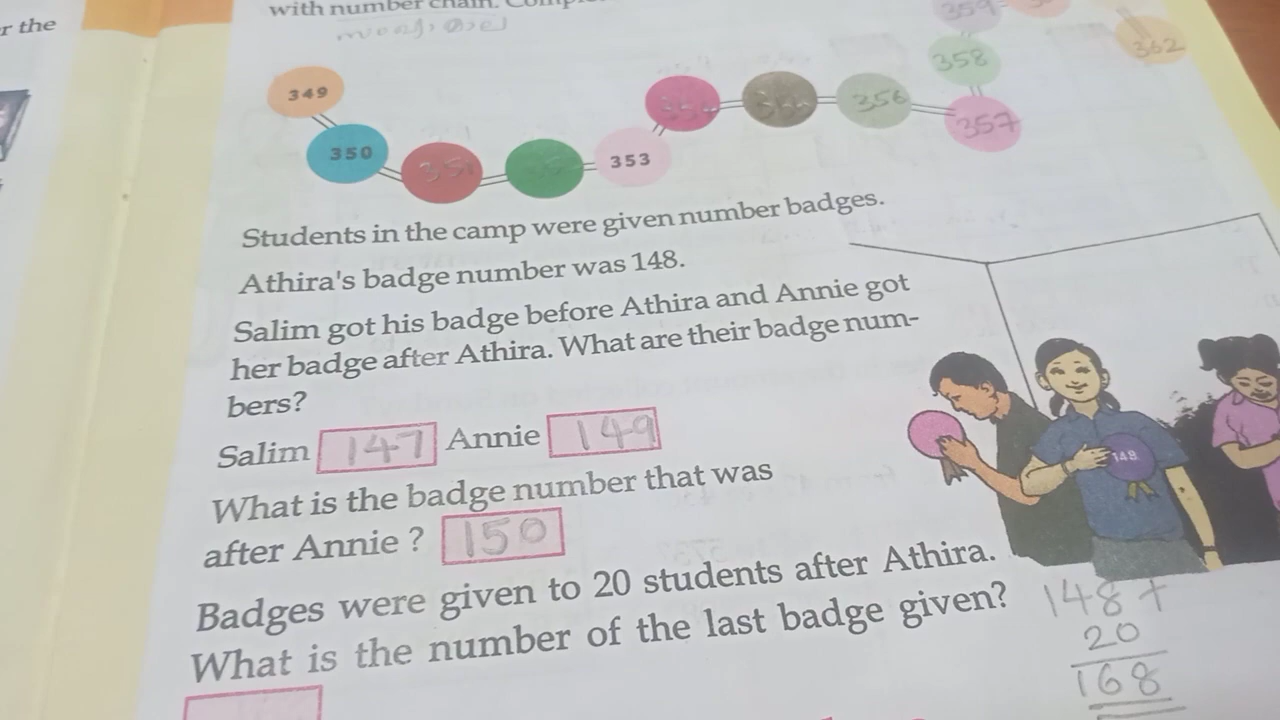 r the
with number chain.
359
362
358
349
354
356
357
350
351
353
Students in the camp were given number badges.
Athira's badge number was 148.
Salim got his badge before Athira and Annie got
her badge after Athira. What are their badge num-
bers?
Salim 147 Annie 149
148
What is the badge number that was
after Annie ? 150
Badges were given to 20 students after Athira.
What is the number of the last badge given?
148+
20
168